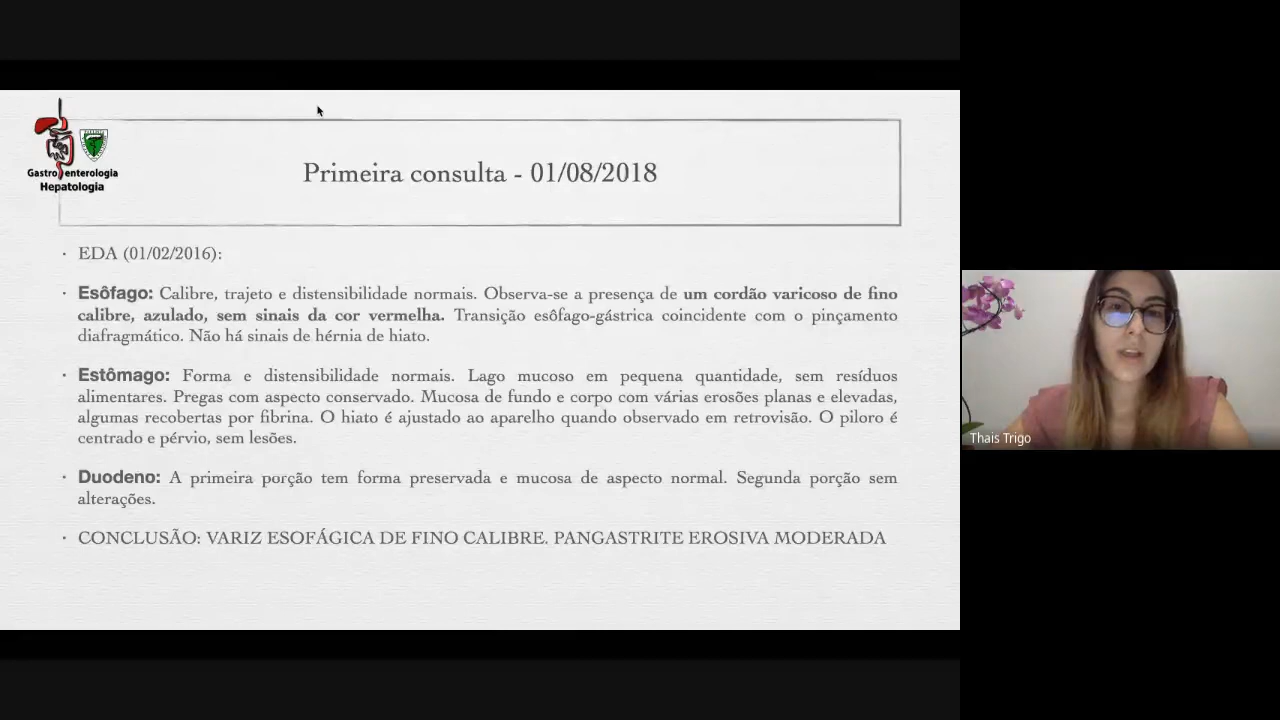 Gastroenterologia
Hepatologia
Primeira consulta - 01/08/2018
· EDA (01/02/2016):
· Esôfago: Calibre, trajeto e distensibilidade normais. Observa-se a presença de um cordão varicoso de fino
calibre, azulado, sem sinais da cor vermelha. Transição esôfago-gástrica coincidente com o pinçamento
diafragmático. Não há sinais de hérnia de hiato.
· Estômago: Forma e distensibilidade normais. Lago mucoso em pequena quantidade, sem resíduos
alimentares. Pregas com aspecto conservado. Mucosa de fundo e corpo com várias erosões planas e elevadas,
algumas recobertas por fibrina. O hiato é ajustado ao aparelho quando observado em retrovisão. O piloro é
centrado e pérvio, sem lesões.
· Duodeno: A primeira porção tem forma preservada e mucosa de aspecto normal. Segunda porção sem
alterações.
· CONCLUSÃO: VARIZ ESOFÁGICA DE FINO CALIBRE. PANGASTRITE EROSIVA MODERADA
Thais Trigo